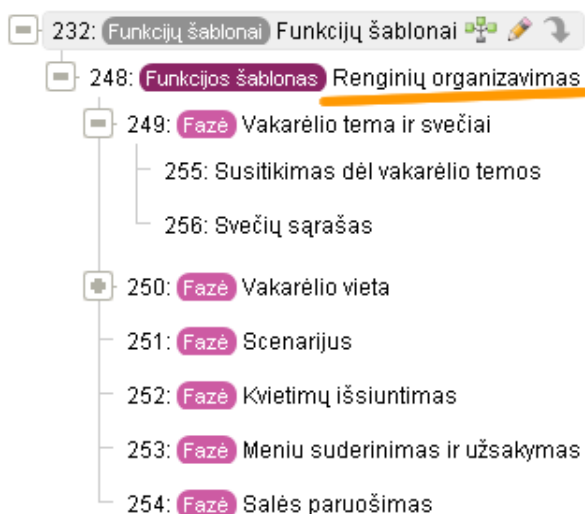 232: Funkcijų šablonai Funkcijų šablonai
248: Funkcijos šablonas Renginių organizavimas
249: Fazė Vakarėlio tema ir svečiai
255: Susitikimas dėl vakarėlio temos
256: Svečių sąrašas
250: Fazė Vakarėlio vieta
251: Fazė Scenarijus
252: Fazė Kvietimų išsiuntimas
253: Fazė Meniu suderinimas ir užsakymas
254: Fazė Salės paruošimas